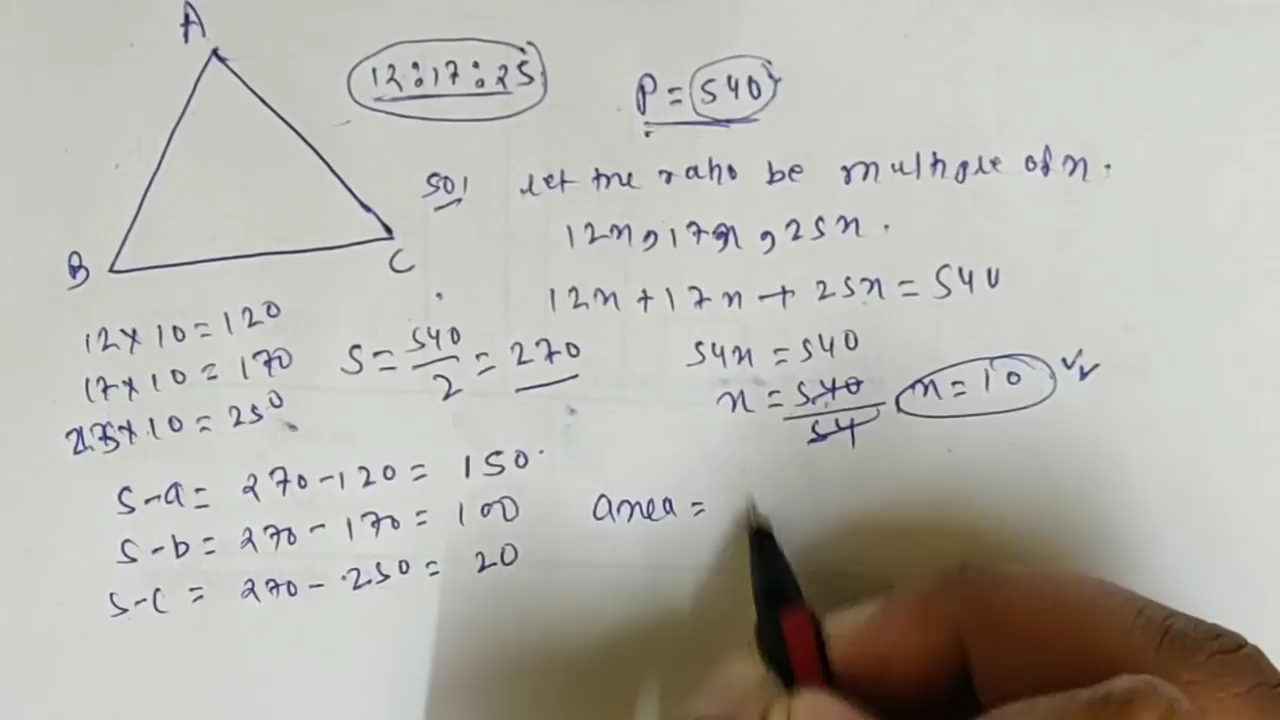 A
12:17:25
P = 540
Sol let the ratio be multiple of x.
12x, 17x, 25x.
B
C
12x + 17x + 25x = 540
12 × 10 = 120
17 × 10 = 170
25 × 10 = 250
S = 540/2 = 270
54x = 540
x = 540/54
x = 10
S-a = 270-120 = 150
S-b = 270-170 = 100
S-C = 270-250 = 20
area =